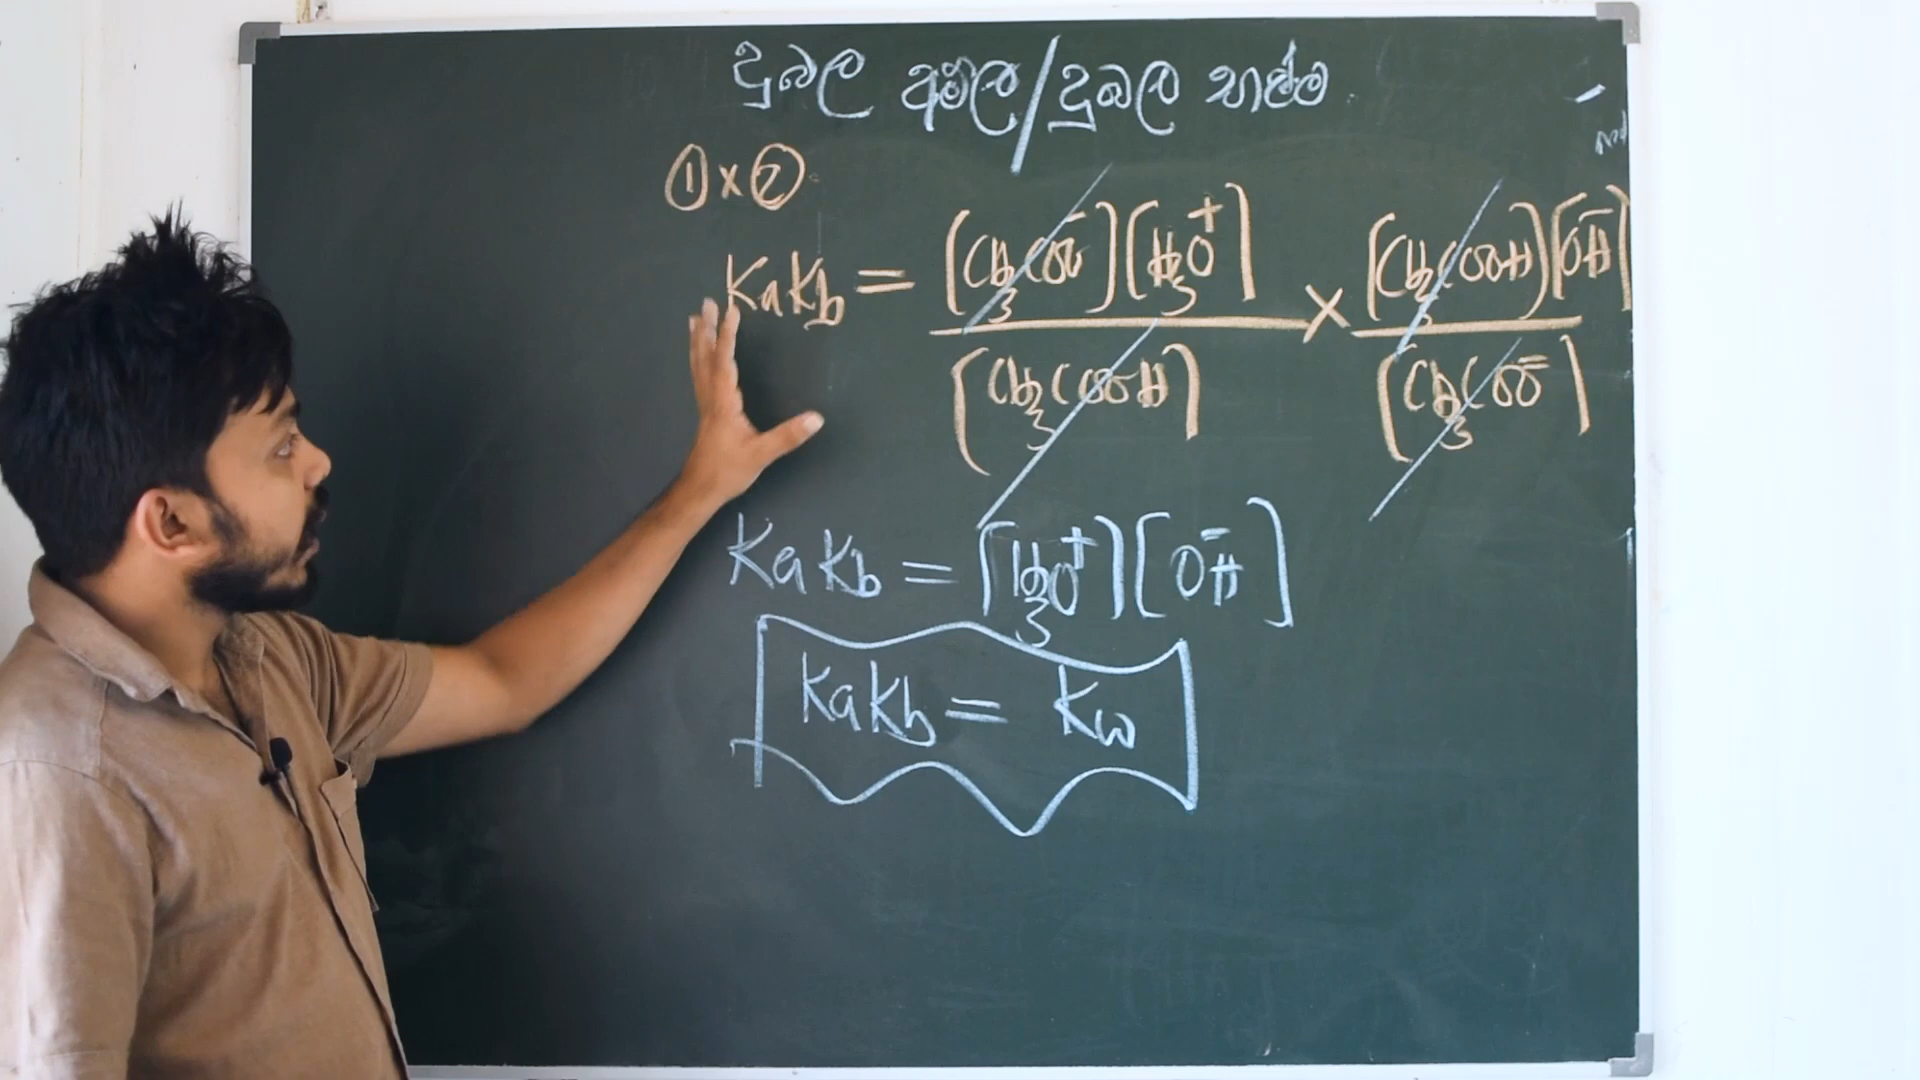 දුබල අම්ල/දුබල භෂ්ම
① x ②
KaKb = [CH₃COO⁻][H₃O⁺] / [CH₃COOH] × [CH₃COOH][OH⁻] / [CH₃COO⁻]
KaKb = [H₃O⁺][OH⁻]
KaKb = Kw